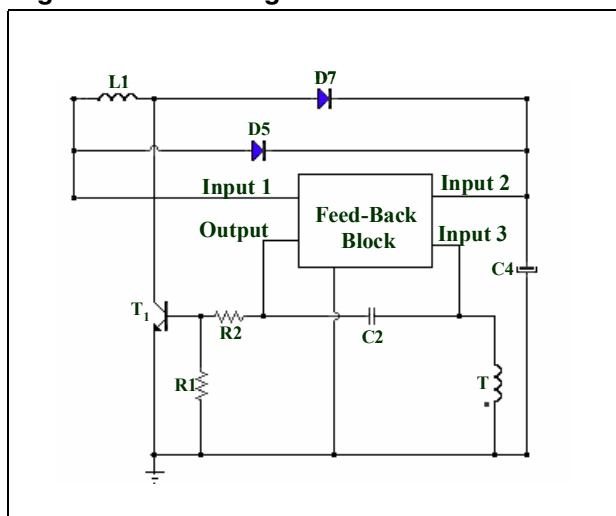 L1
D7
D5
Input 1
Input 2
Feed-Back
Block
Output
Input 3
C4
T1
R2
C2
R1
T